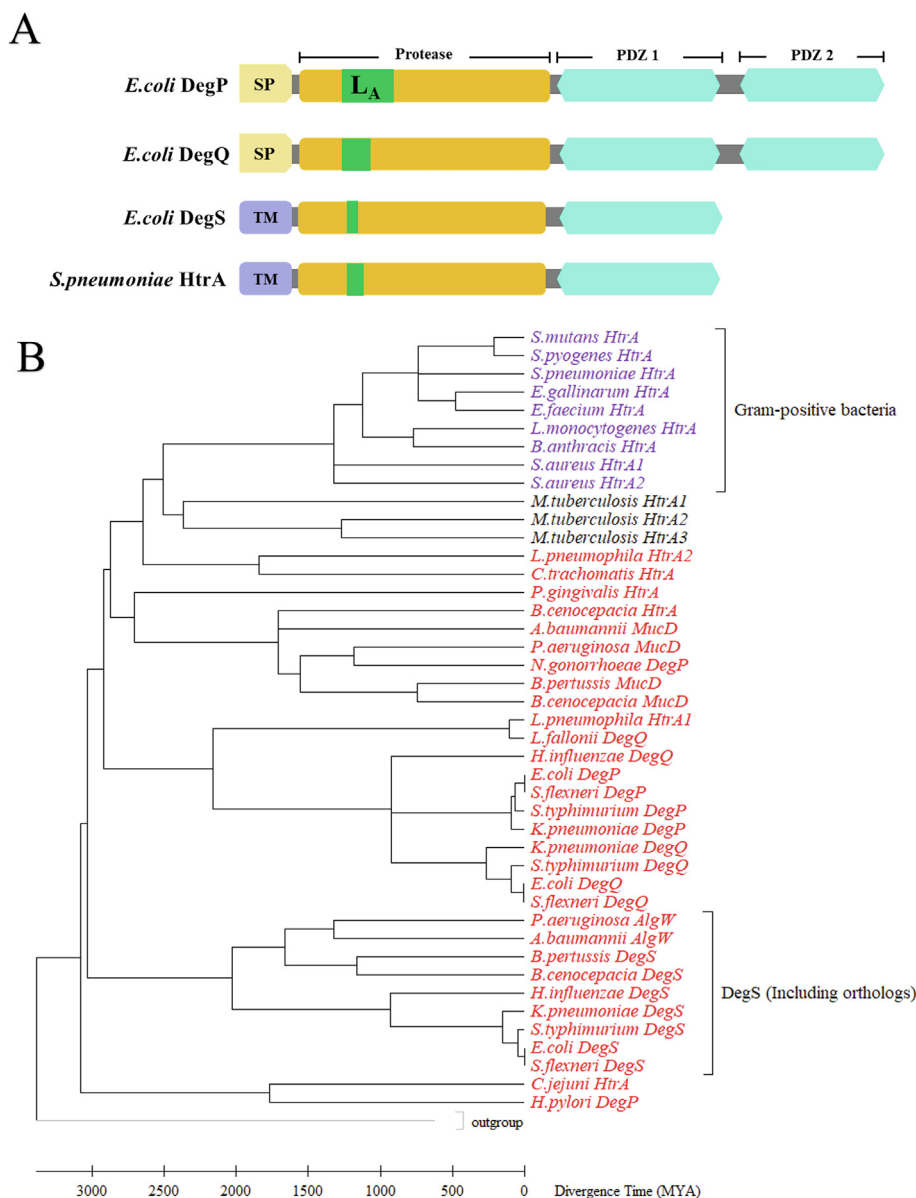 A
Protease PDZ 1 PDZ 2
E.coli DegP SP L_A
E.coli DegQ SP
E.coli DegS TM
S.pneumoniae HtrA TM
B
S.mutans HtrA
S.pyogenes HtrA
S.pneumoniae HtrA
E.gallinarum HtrA
E.faecium HtrA
L.monocytogenes HtrA
B.anthracis HtrA
S.aureus HtrA1
S.aureus HtrA2
Gram-positive bacteria
M.tuberculosis HtrA1
M.tuberculosis HtrA2
M.tuberculosis HtrA3
L.pneumophila HtrA2
C.trachomatis HtrA
P.gingivalis HtrA
B.cenocepacia HtrA
A.baumannii MucD
P.aeruginosa MucD
N.gonorrhoeae DegP
B.pertussis MucD
B.cenocepacia MucD
L.pneumophila HtrA1
L.fallonii DegQ
H.influenzae DegQ
E.coli DegP
S.flexneri DegP
S.typhimurium DegP
K.pneumoniae DegP
K.pneumoniae DegQ
S.typhimurium DegQ
E.coli DegQ
S.flexneri DegQ
P.aeruginosa AlgW
A.baumannii AlgW
B.pertussis DegS
B.cenocepacia DegS
H.influenzae DegS
K.pneumoniae DegS
S.typhimurium DegS
E.coli DegS
S.flexneri DegS
DegS (Including orthologs)
C.jejuni HtrA
H.pylori DegP
outgroup
3000 2500 2000 1500 1000 500 0 Divergence Time (MYA)